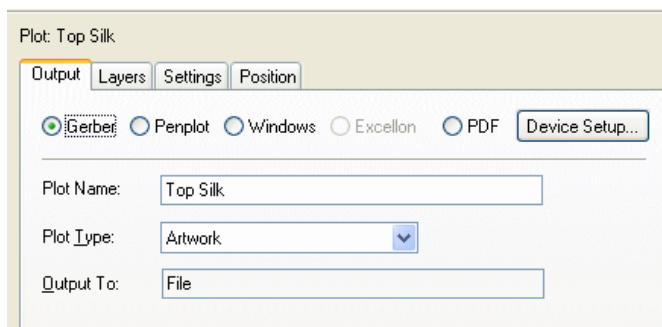 Plot: Top Silk
Output Layers Settings Position
Gerber Penplot Windows Excellon PDF Device Setup...
Plot Name: Top Silk
Plot Type: Artwork
Output To: File